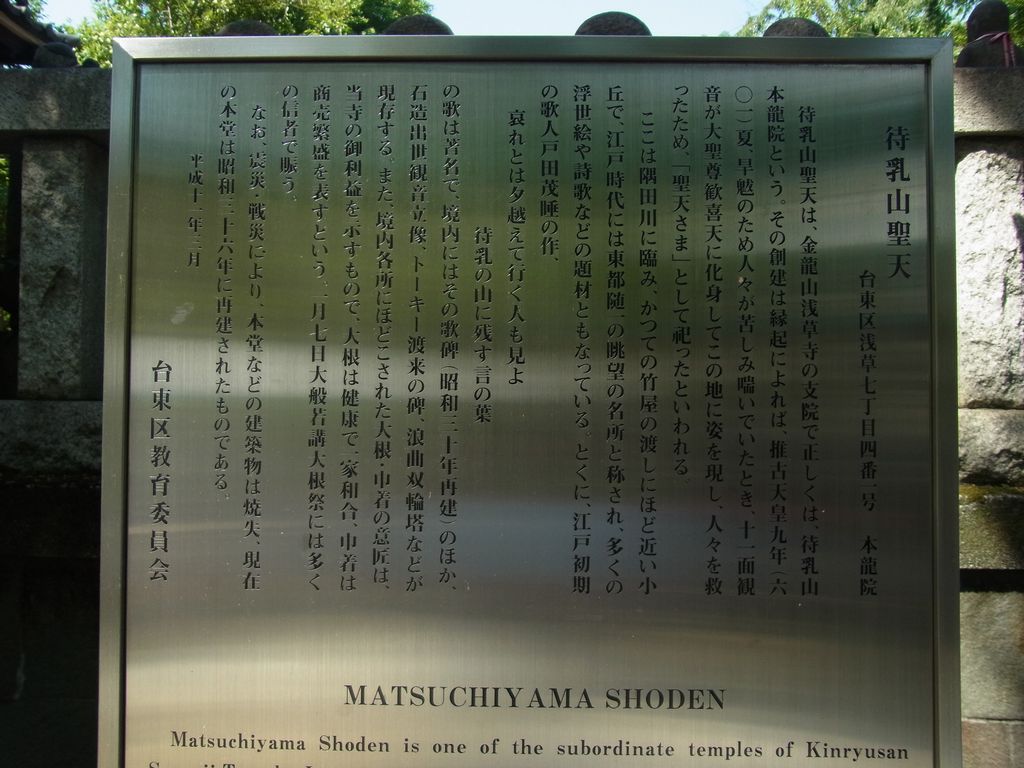 待乳山聖天
台東区浅草七丁目四番一号 本龍院
待乳山聖天は、金龍山浅草寺の支院で正しくは、待乳山
本龍院という。その創建は縁起によれば、推古天皇九年(六
〇一)夏、旱魃のため人々が苦しみ喘いでいたとき、十一面観
音が大聖尊歓喜天に化身してこの地に姿を現し、人々を救
ったため、「聖天さま」として祀ったといわれる。
ここは隅田川に臨み、かつての竹屋の渡しにほど近い小
丘で、江戸時代には東都随一の眺望の名所と称され、多くの
浮世絵や詩歌などの題材ともなっている。とくに、江戸初期
の歌人戸田茂睡の作、
哀れとは夕越えて行く人も見よ
待乳の山に残す言の葉
の歌は著名で、境内にはその歌碑(昭和三十年再建)のほか、
石造出世観音立像、トーキー渡来の碑、浪曲双輪塔などが
現存する。また、境内各所にほどこされた大根・巾着の意匠は、
当寺の御利益を示すもので、大根は健康で一家和合、巾着は
商売繁盛を表すという。一月七日大般若講大根祭には多く
の信者で賑う。
なお、震災・戦災により、本堂などの建築物は焼失、現在
の本堂は昭和三十六年に再建されたものである。
平成十一年三月
台東区教育委員会
MATSUCHIYAMA SHODEN
Matsuchiyama Shoden is one of the subordinate temples of Kinryusan